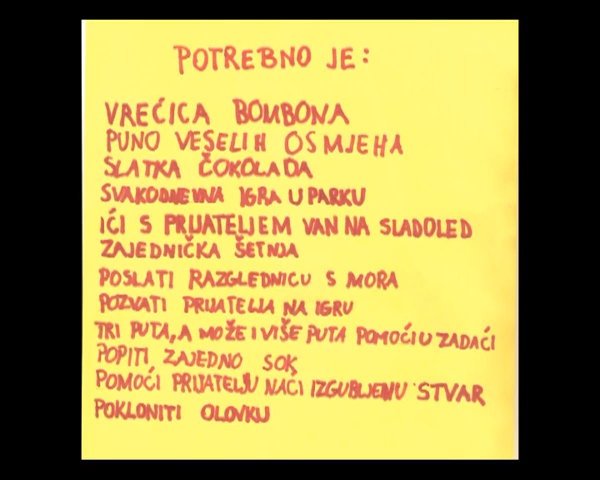 POTREBNO JE:
VREĆICA BOMBONA
PUNO VESELIH OSMJEHA
SLATKA ČOKOLADA
SVAKODNEVNA IGRA U PARKU
IĆI S PRIJATELJEM VAN NA SLADOLED
ZAJEDNIČKA ŠETNJA
POSLATI RAZGLEDNICU S MORA
POZVATI PRIJATELJA NA IGRU
TRI PUTA, A MOŽE I VIŠE PUTA POMOĆI U ZADAĆI
POPITI ZAJEDNO SOK
POMOĆI PRIJATELJU NAĆI IZGUBLJENU STVAR
POKLONITI OLOVKU